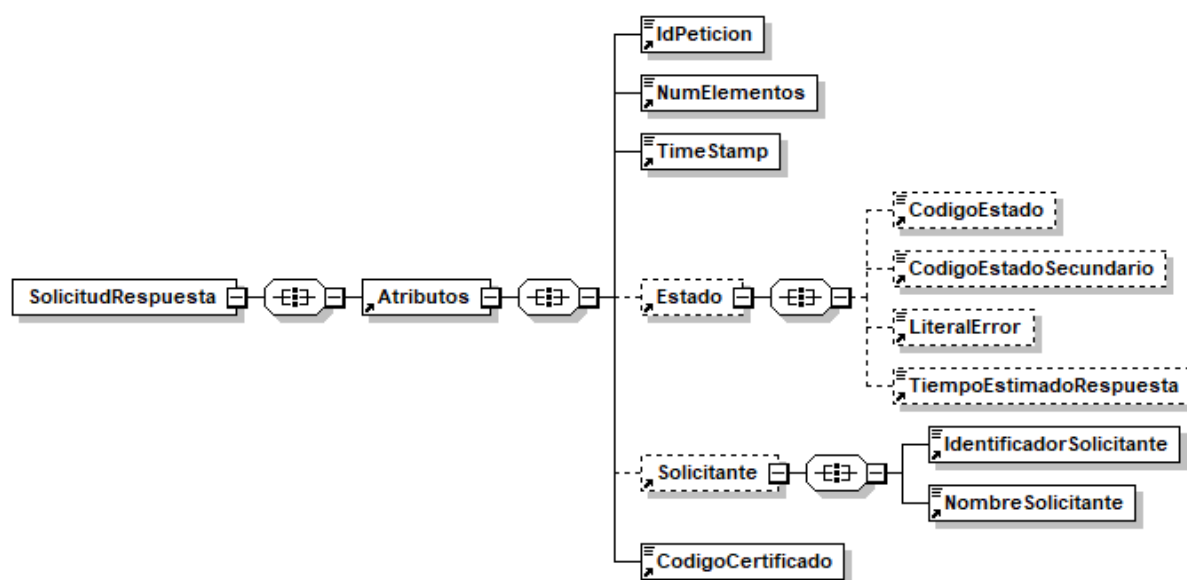 IdPeticion
NumElementos
TimeStamp
CodigoEstado
CodigoEstadoSecundario
SolicitudRespuesta
Atributos
Estado
LiteralError
TiempoEstimadoRespuesta
IdentificadorSolicitante
Solicitante
NombreSolicitante
CodigoCertificado